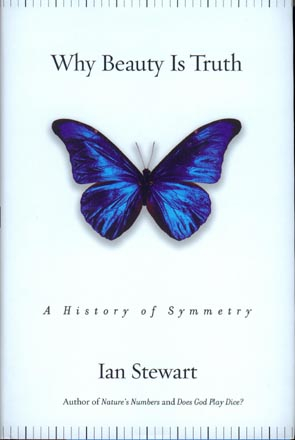 Why Beauty Is Truth
A History of Symmetry
Ian Stewart
Author of Nature's Numbers and Does God Play Dice?